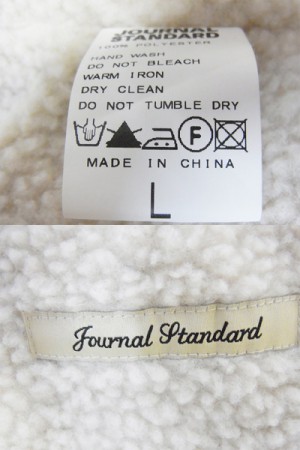 JOURNAL
STANDARD
100% POLYESTER
HAND WASH
DO NOT BLEACH
WARM IRON
DRY CLEAN
DO NOT TUMBLE DRY
F
MADE IN CHINA
L
Journal Standard